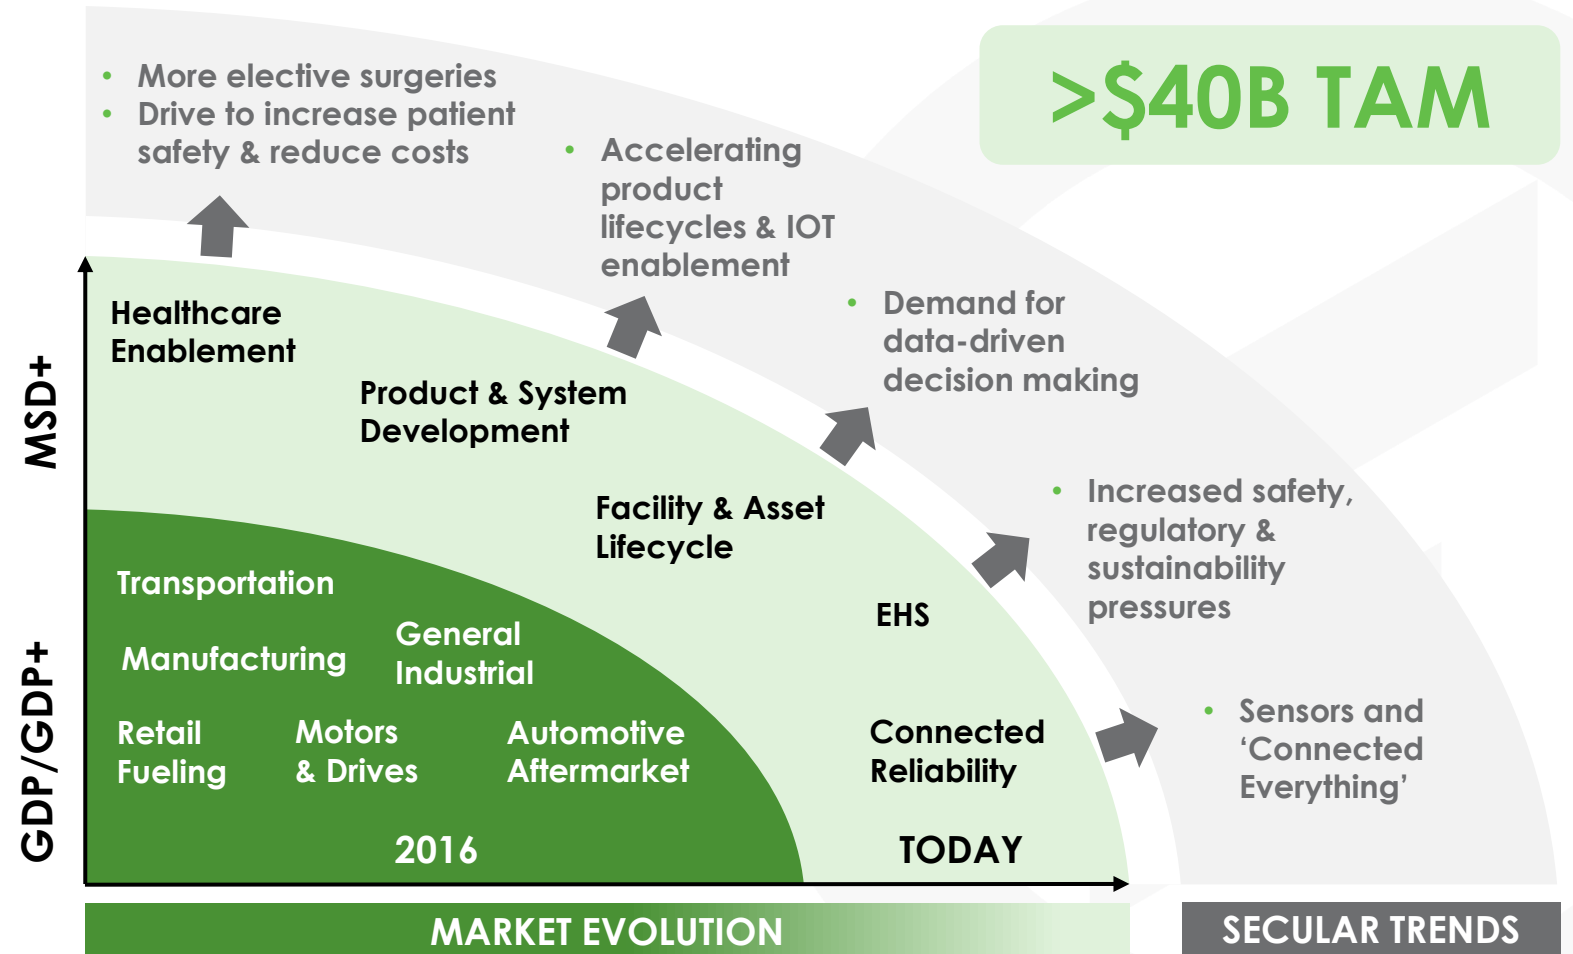 >$40B TAM
• More elective surgeries
• Drive to increase patient
safety & reduce costs
• Accelerating
product
lifecycles & IOT
enablement
• Demand for
data-driven
decision making
• Increased safety,
regulatory &
sustainability
pressures
• Sensors and
‘Connected
Everything’
MSD+
GDP/GDP+
Healthcare
Enablement
Product & System
Development
Facility & Asset
Lifecycle
EHS
Connected
Reliability
TODAY
Transportation
Manufacturing
General
Industrial
Retail
Fueling
Motors
& Drives
Automotive
Aftermarket
2016
MARKET EVOLUTION
SECULAR TRENDS